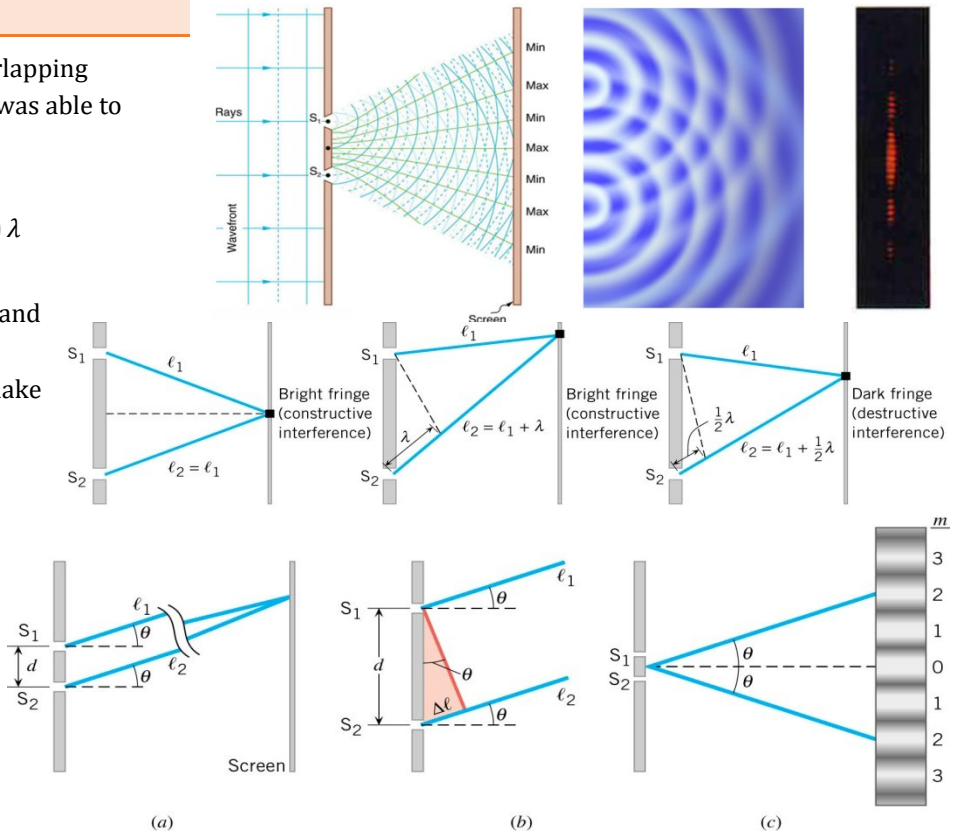 rlapping
was able to
λ
and
ake
Rays
Wavefront
S1
S2
Min
Max
Min
Max
Min
Max
Min
Screen
S1
S2
ℓ1
ℓ2 = ℓ1
Bright fringe
(constructive
interference)
S1
S2
ℓ1
λ
ℓ2 = ℓ1 + λ
Bright fringe
(constructive
interference)
S1
S2
ℓ1
1/2 λ
ℓ2 = ℓ1 + 1/2 λ
Dark fringe
(destructive
interference)
S1
d
S2
ℓ1
θ
ℓ2
θ
Screen
(a)
S1
d
S2
ℓ1
θ
θ
Δℓ
ℓ2
θ
(b)
S1
S2
θ
θ
m
3
2
1
0
1
2
3
(c)